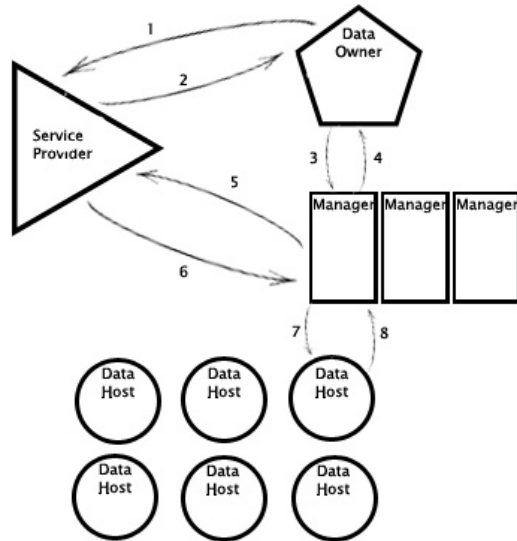 1
Data
Owner
2
Service
Provider
3
4
5
Manager
Manager
Manager
6
7
8
Data
Host
Data
Host
Data
Host
Data
Host
Data
Host
Data
Host